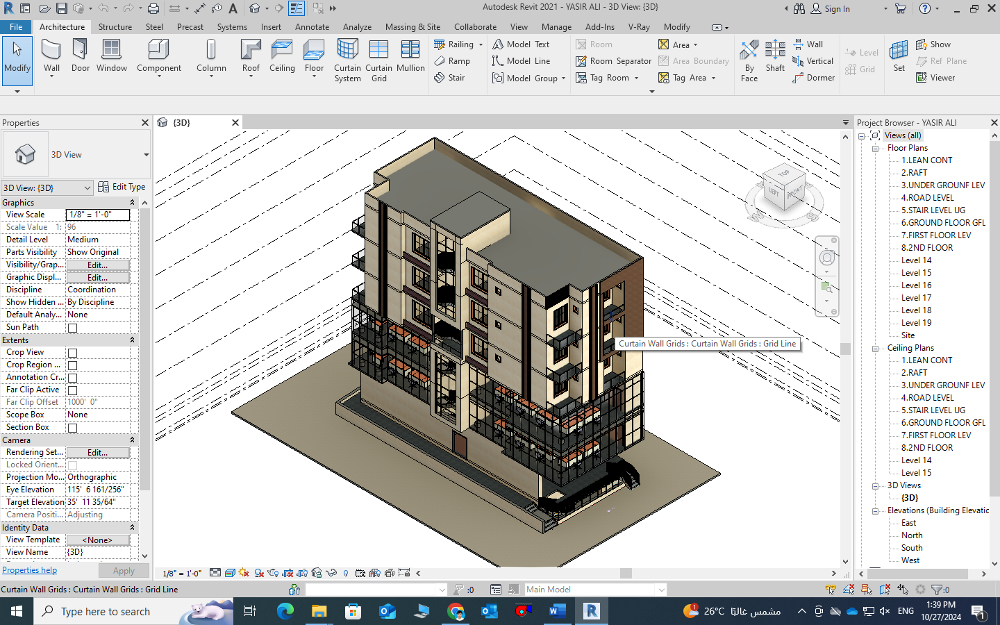 Autodesk Revit 2021 - YASIR ALI - 3D View: {3D}
Sign In
File
Architecture
Structure
Steel
Precast
Systems
Insert
Annotate
Analyze
Massing & Site
Collaborate
View
Manage
Add-Ins
V-Ray
Modify
Modify
Wall
Door
Window
Component
Column
Roof
Ceiling
Floor
Curtain System
Curtain Grid
Mullion
Railing
Ramp
Stair
Model Text
Model Line
Model Group
Room
Room Separator
Tag Room
Area
Area Boundary
Tag Area
By Face
Shaft
Wall
Vertical
Dormer
Level
Grid
Set
Show
Ref Plane
Viewer
Properties
3D View
3D View: {3D}
Edit Type
Graphics
View Scale 1/8" = 1'-0"
Scale Value 1: 96
Detail Level Medium
Parts Visibility Show Original
Visibility/Grap... Edit...
Graphic Displ... Edit...
Discipline Coordination
Show Hidden ... By Discipline
Default Analy... None
Sun Path
Extents
Crop View
Crop Region ...
Annotation Cr...
Far Clip Active
Far Clip Offset 1000' 0"
Scope Box None
Section Box
Camera
Rendering Set... Edit...
Locked Orient...
Projection Mo... Orthographic
Eye Elevation 115' 6 161/256"
Target Elevation 35' 11 35/64"
Camera Positi... Adjusting
Identity Data
View Template <None>
View Name {3D}
Properties help
Apply
{3D}
TOP
LEFT
FRONT
W
S
Curtain Wall Grids : Curtain Wall Grids : Grid Line
1/8" = 1'-0"
Project Browser - YASIR ALI
Views (all)
Floor Plans
1.LEAN CONT
2.RAFT
3.UNDER GROUNF LEV
4.ROAD LEVEL
5.STAIR LEVEL UG
6.GROUND FLOOR GFL
7.FIRST FLOOR LEV
8.2ND FLOOR
Level 14
Level 15
Level 16
Level 17
Level 18
Level 19
Site
Ceiling Plans
1.LEAN CONT
2.RAFT
3.UNDER GROUNF LEV
4.ROAD LEVEL
5.STAIR LEVEL UG
6.GROUND FLOOR GFL
7.FIRST FLOOR LEV
8.2ND FLOOR
Level 14
Level 15
3D Views
{3D}
Elevations (Building Elevatic
East
North
South
West
Curtain Wall Grids : Curtain Wall Grids : Grid Line
:0
Main Model
:0
Type here to search
26°C مشمس غالبًا
ENG
1:39 PM
10/27/2024
1